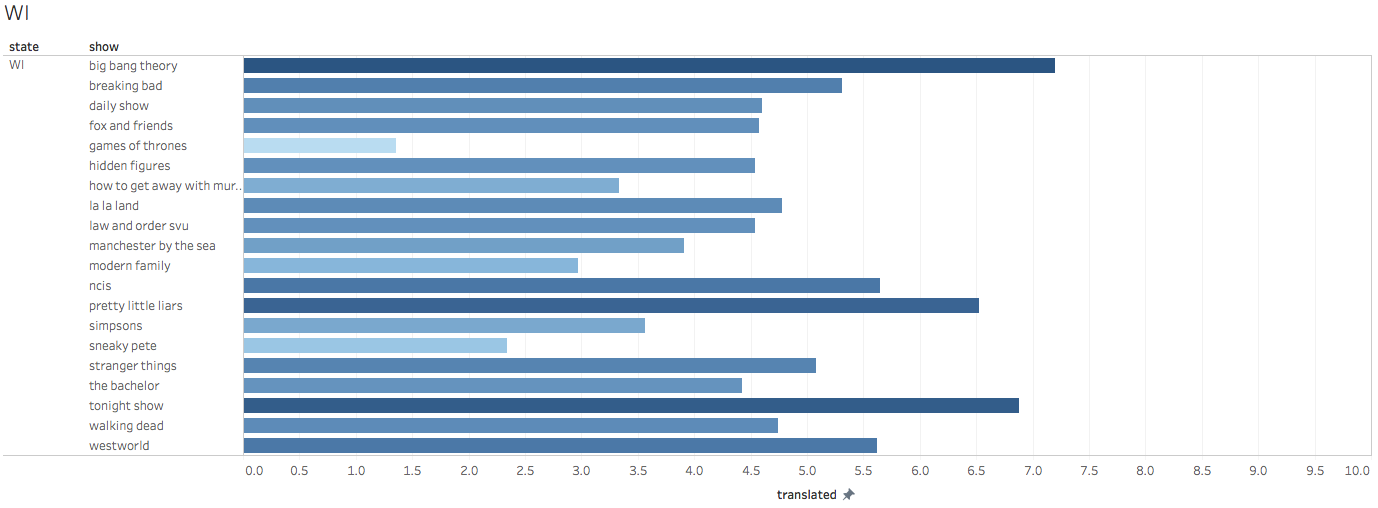 WI
state show
WI big bang theory
breaking bad
daily show
fox and friends
games of thrones
hidden figures
how to get away with mur..
la la land
law and order svu
manchester by the sea
modern family
ncis
pretty little liars
simpsons
sneaky pete
stranger things
the bachelor
tonight show
walking dead
westworld
0.0 0.5 1.0 1.5 2.0 2.5 3.0 3.5 4.0 4.5 5.0 5.5 6.0 6.5 7.0 7.5 8.0 8.5 9.0 9.5 10.0
translated